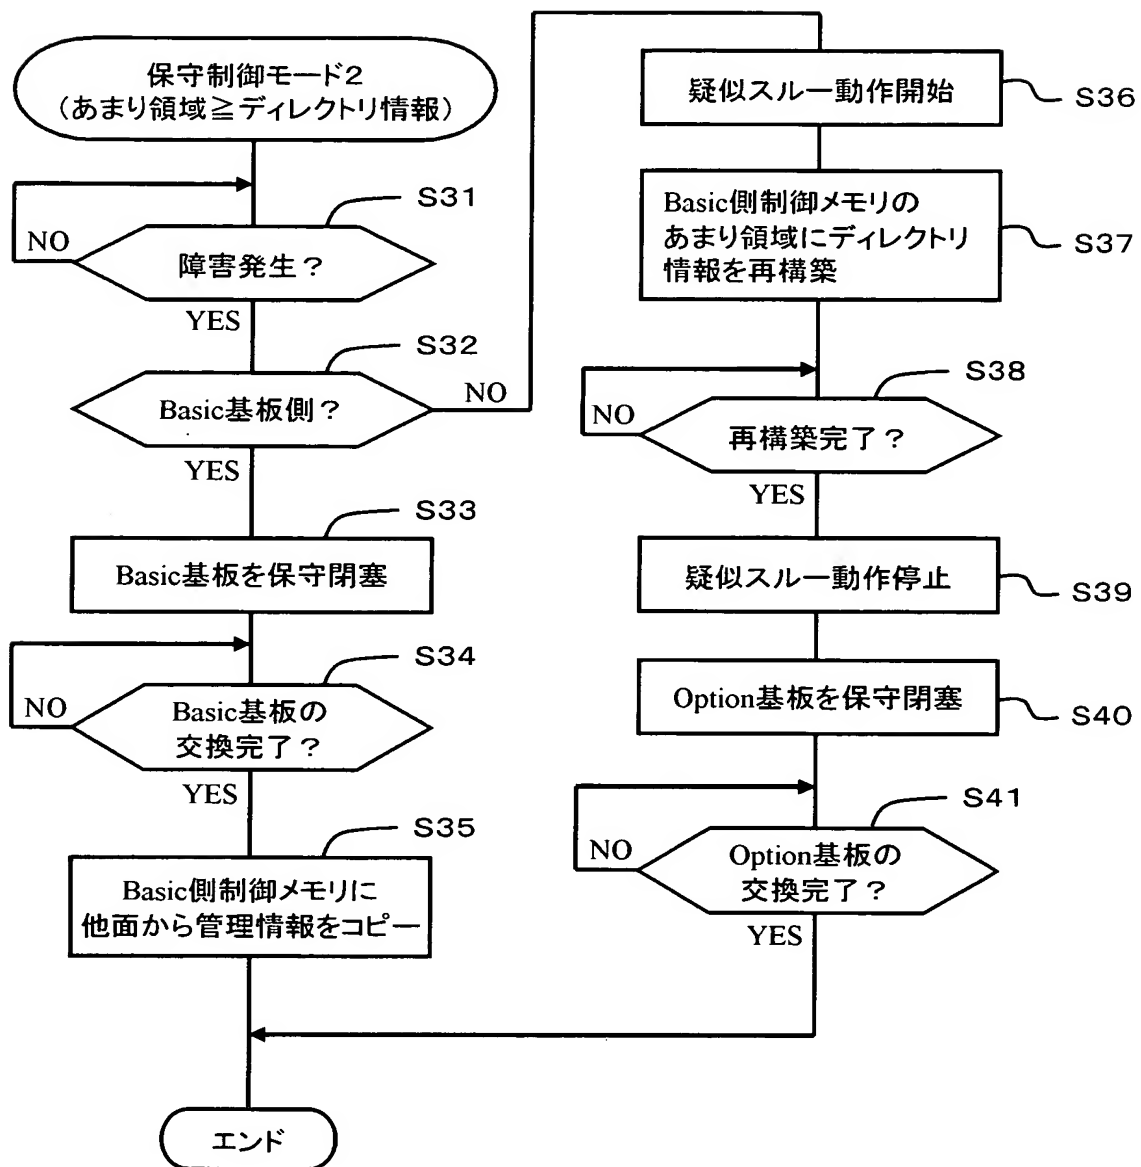 保守制御モード2
(あまり領域≧ディレクトリ情報)
S31
NO
障害発生?
YES
S32
Basic基板側?
NO
YES
S33
Basic基板を保守閉塞
S34
NO
Basic基板の
交換完了?
YES
S35
Basic側制御メモリに
他面から管理情報をコピー
疑似スルー動作開始
S36
Basic側制御メモリの
あまり領域にディレクトリ
情報を再構築
S37
S38
NO
再構築完了?
YES
疑似スルー動作停止
S39
Option基板を保守閉塞
S40
S41
NO
Option基板の
交換完了?
YES
エンド